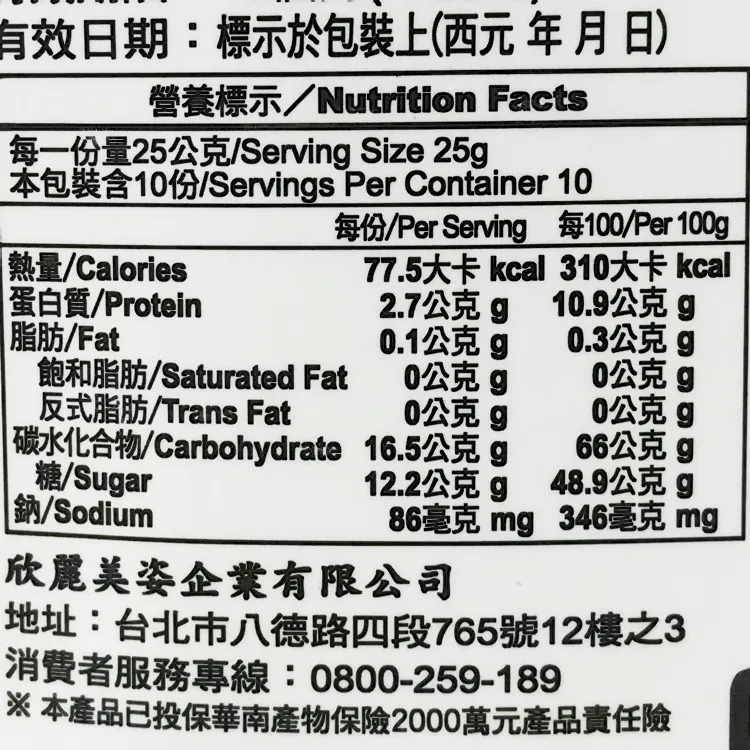 有效日期：標示於包裝上(西元 年 月 日)
營養標示／Nutrition Facts
每一份量25公克/Serving Size 25g
本包裝含10份/Servings Per Container 10
每份/Per Serving 每100/Per 100g
熱量/Calories 77.5大卡 kcal 310大卡 kcal
蛋白質/Protein 2.7公克 g 10.9公克 g
脂肪/Fat 0.1公克 g 0.3公克 g
飽和脂肪/Saturated Fat 0公克 g 0公克 g
反式脂肪/Trans Fat 0公克 g 0公克 g
碳水化合物/Carbohydrate 16.5公克 g 66公克 g
糖/Sugar 12.2公克 g 48.9公克 g
鈉/Sodium 86毫克 mg 346毫克 mg
欣麗美姿企業有限公司
地址：台北市八德路四段765號12樓之3
消費者服務專線：0800-259-189
※ 本產品已投保華南產物保險2000萬元產品責任險